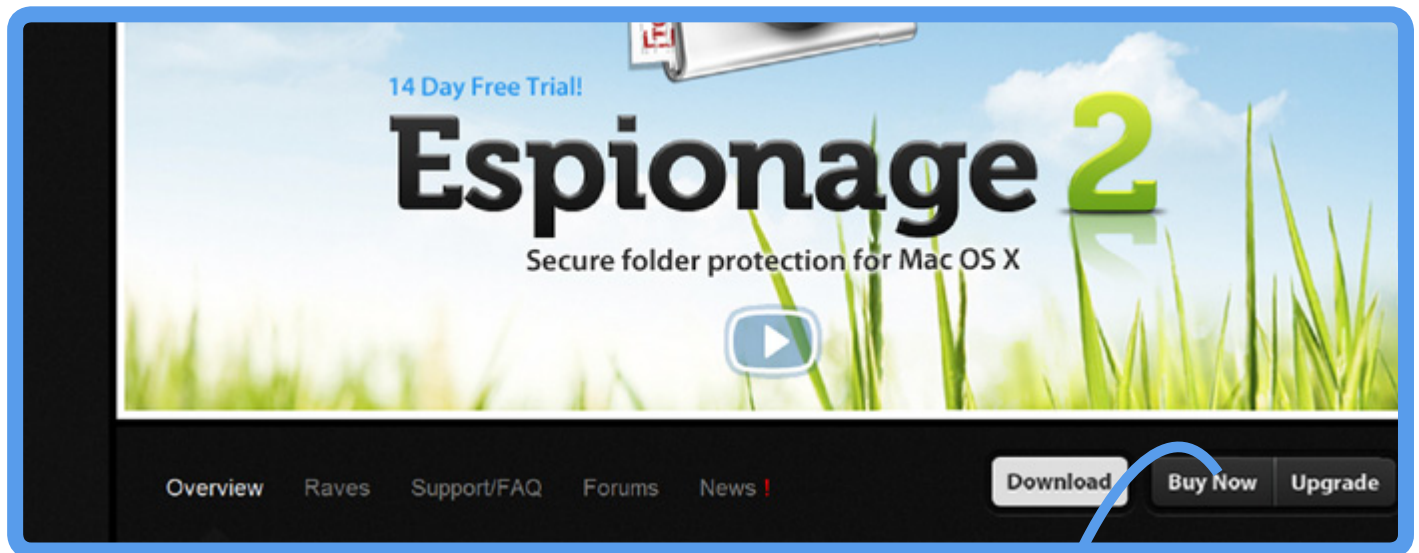 14 Day Free Trial!
Espionage 2
Secure folder protection for Mac OS X
Overview Raves Support/FAQ Forums News ! Download Buy Now Upgrade